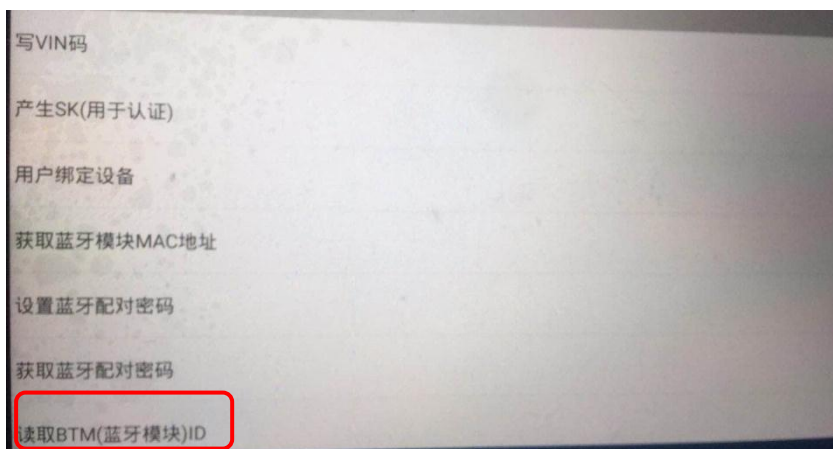 写VIN码
产生SK(用于认证)
用户绑定设备
获取蓝牙模块MAC地址
设置蓝牙配对密码
获取蓝牙配对密码
读取BTM(蓝牙模块)ID